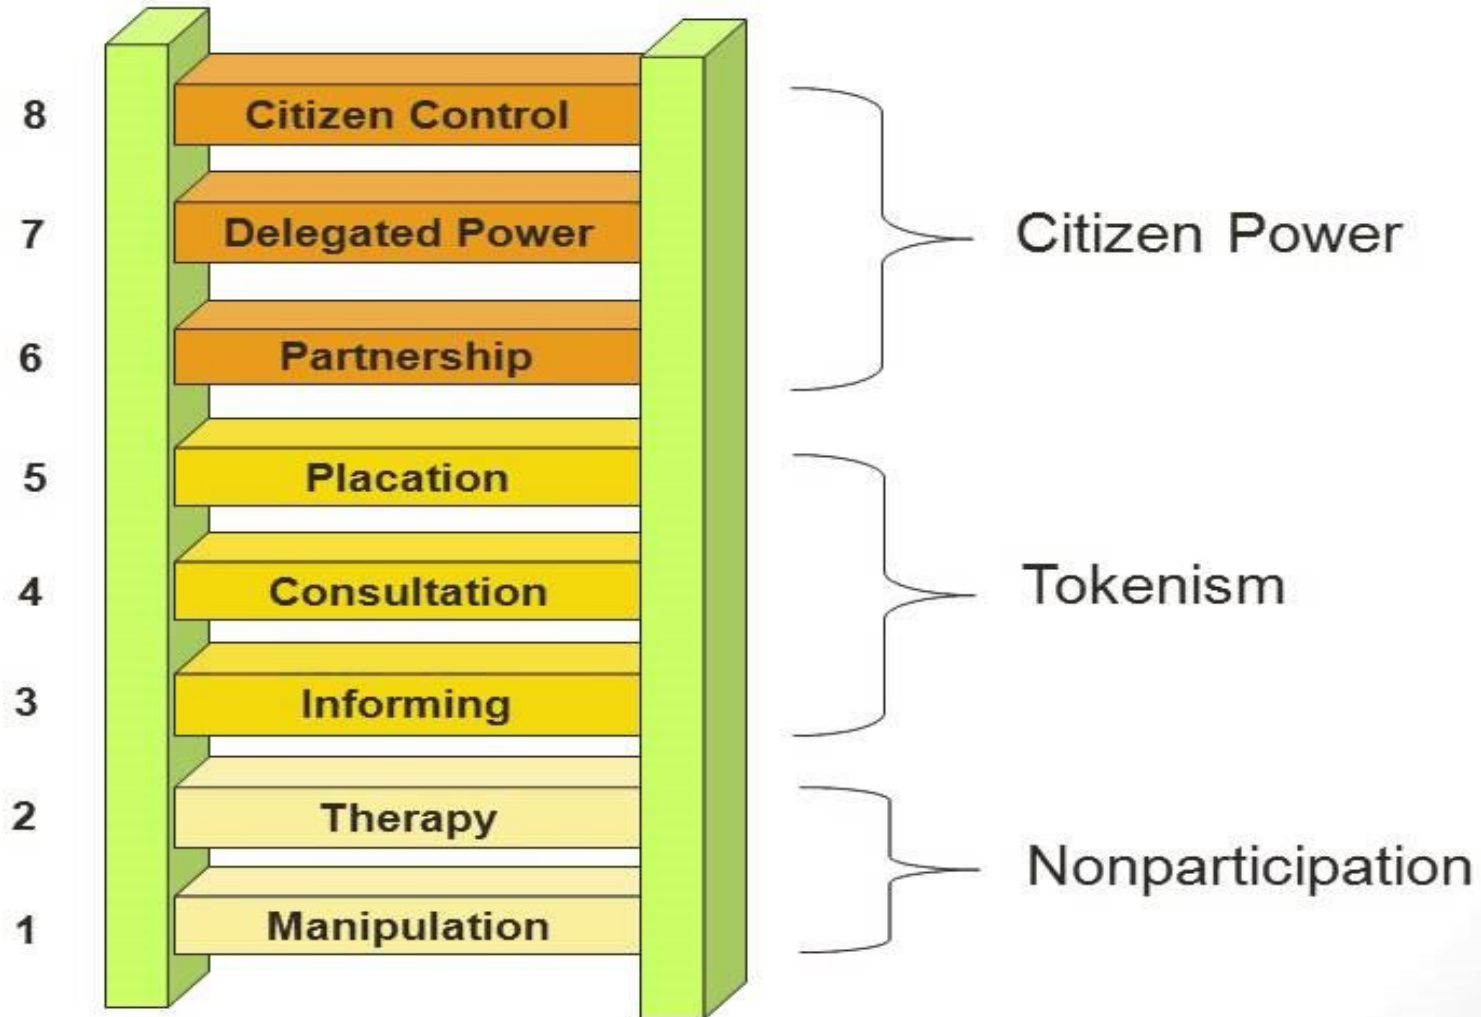 8 Citizen Control
7 Delegated Power
6 Partnership
Citizen Power
5 Placation
4 Consultation
3 Informing
Tokenism
2 Therapy
1 Manipulation
Nonparticipation